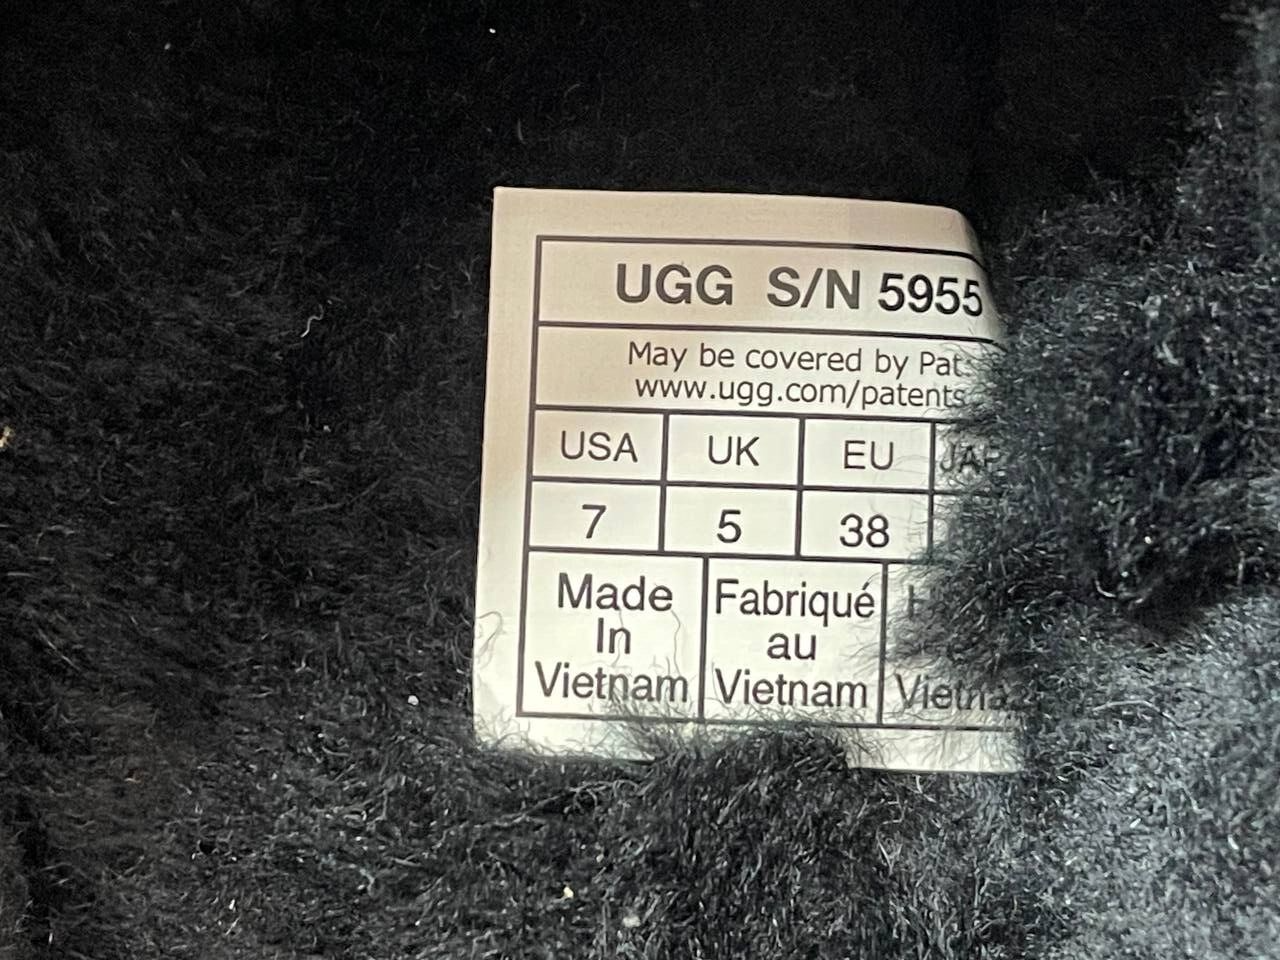 UGG S/N 5955
May be covered by Pat
www.ugg.com/patents
USA UK EU
7 5 38
Made Fabriqué
In au
Vietnam Vietnam